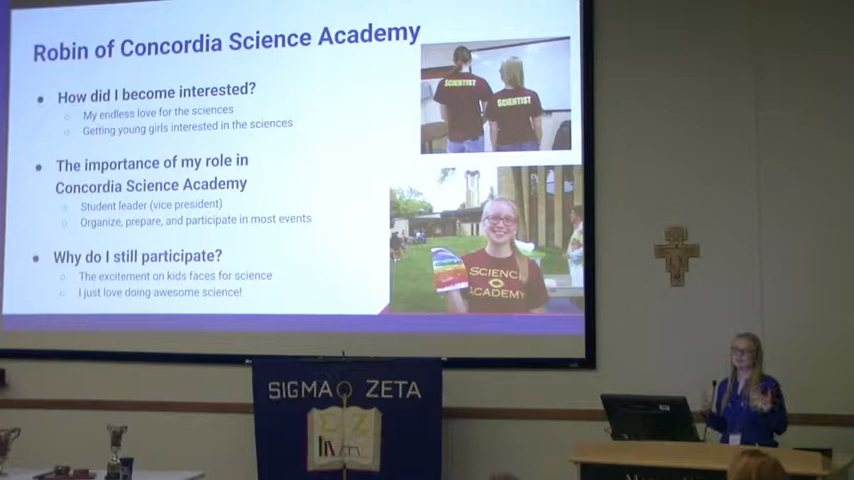 Robin of Concordia Science Academy
How did I become interested?
My endless love for the sciences
Getting young girls interested in the sciences
The importance of my role in
Concordia Science Academy
Student leader (vice president)
Organize, prepare, and participate in most events
Why do I still participate?
The excitement on kids faces for science
I just love doing awesome science!
SCIENTIST
SCIENTIST
SCIENCE
ACADEMY
SIGMA ZETA
ΣΖ